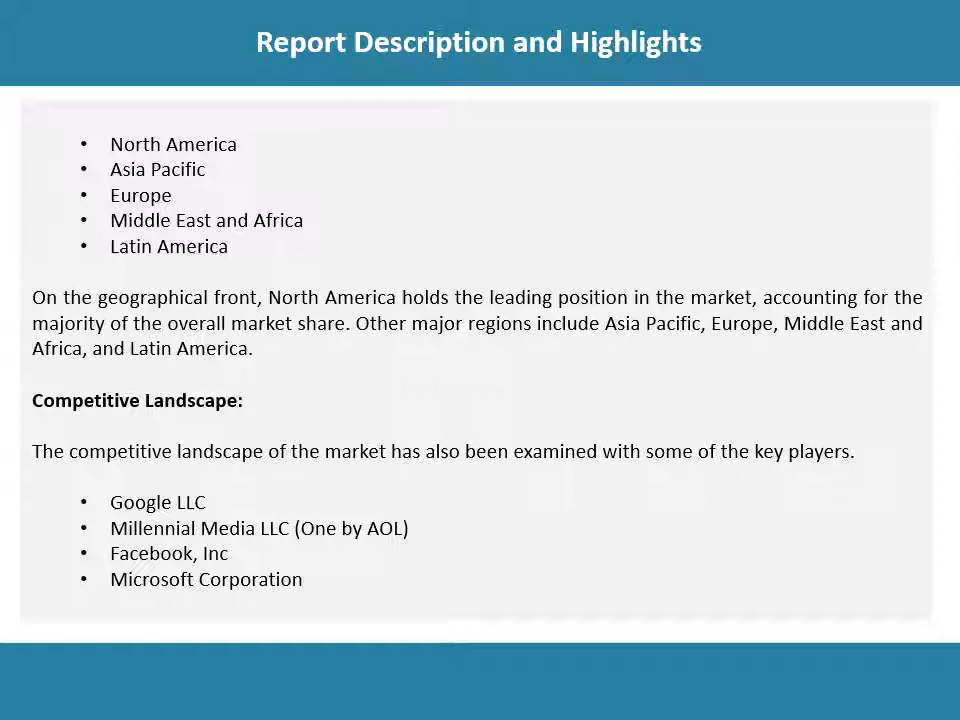 Report Description and Highlights
• North America
• Asia Pacific
• Europe
• Middle East and Africa
• Latin America
On the geographical front, North America holds the leading position in the market, accounting for the
majority of the overall market share. Other major regions include Asia Pacific, Europe, Middle East and
Africa, and Latin America.
Competitive Landscape:
The competitive landscape of the market has also been examined with some of the key players.
• Google LLC
• Millennial Media LLC (One by AOL)
• Facebook, Inc
• Microsoft Corporation